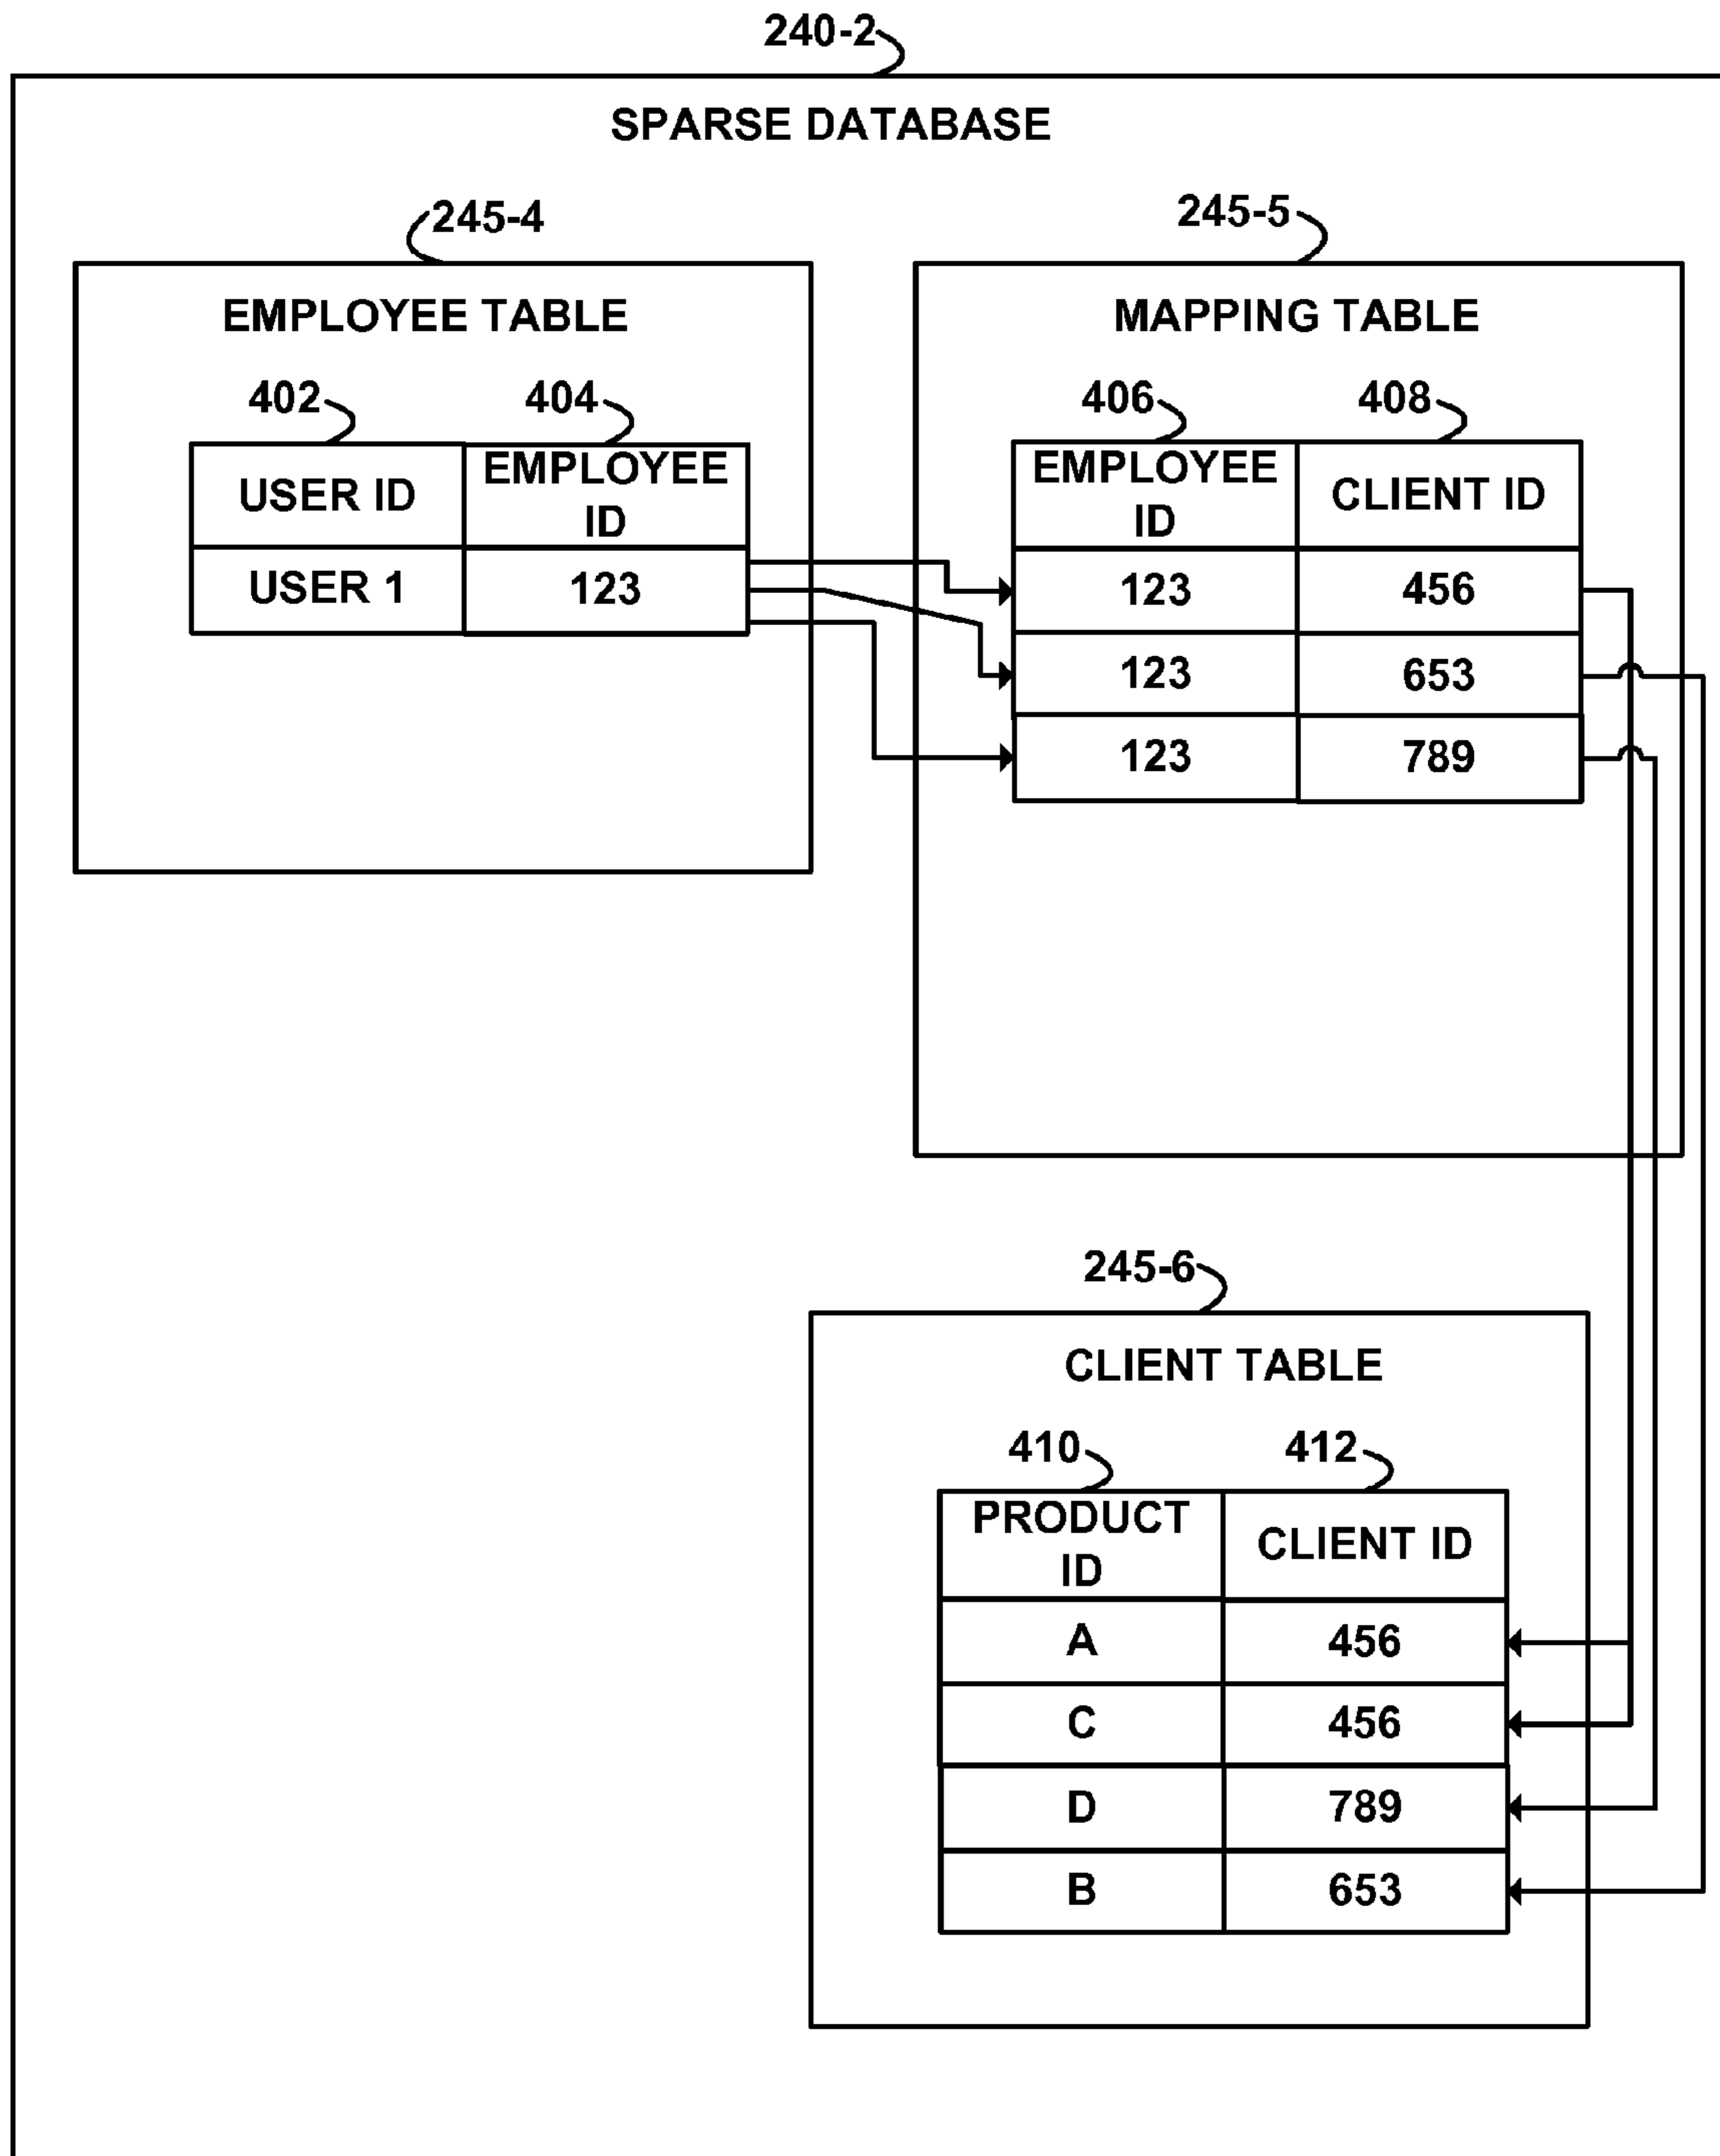 240-2
SPARSE DATABASE
245-4
EMPLOYEE TABLE
402
404
USER ID
EMPLOYEE
ID
USER 1
123
245-5
MAPPING TABLE
406
408
EMPLOYEE
ID
CLIENT ID
123
456
123
653
123
789
245-6
CLIENT TABLE
410
412
PRODUCT
ID
CLIENT ID
A
456
C
456
D
789
B
653